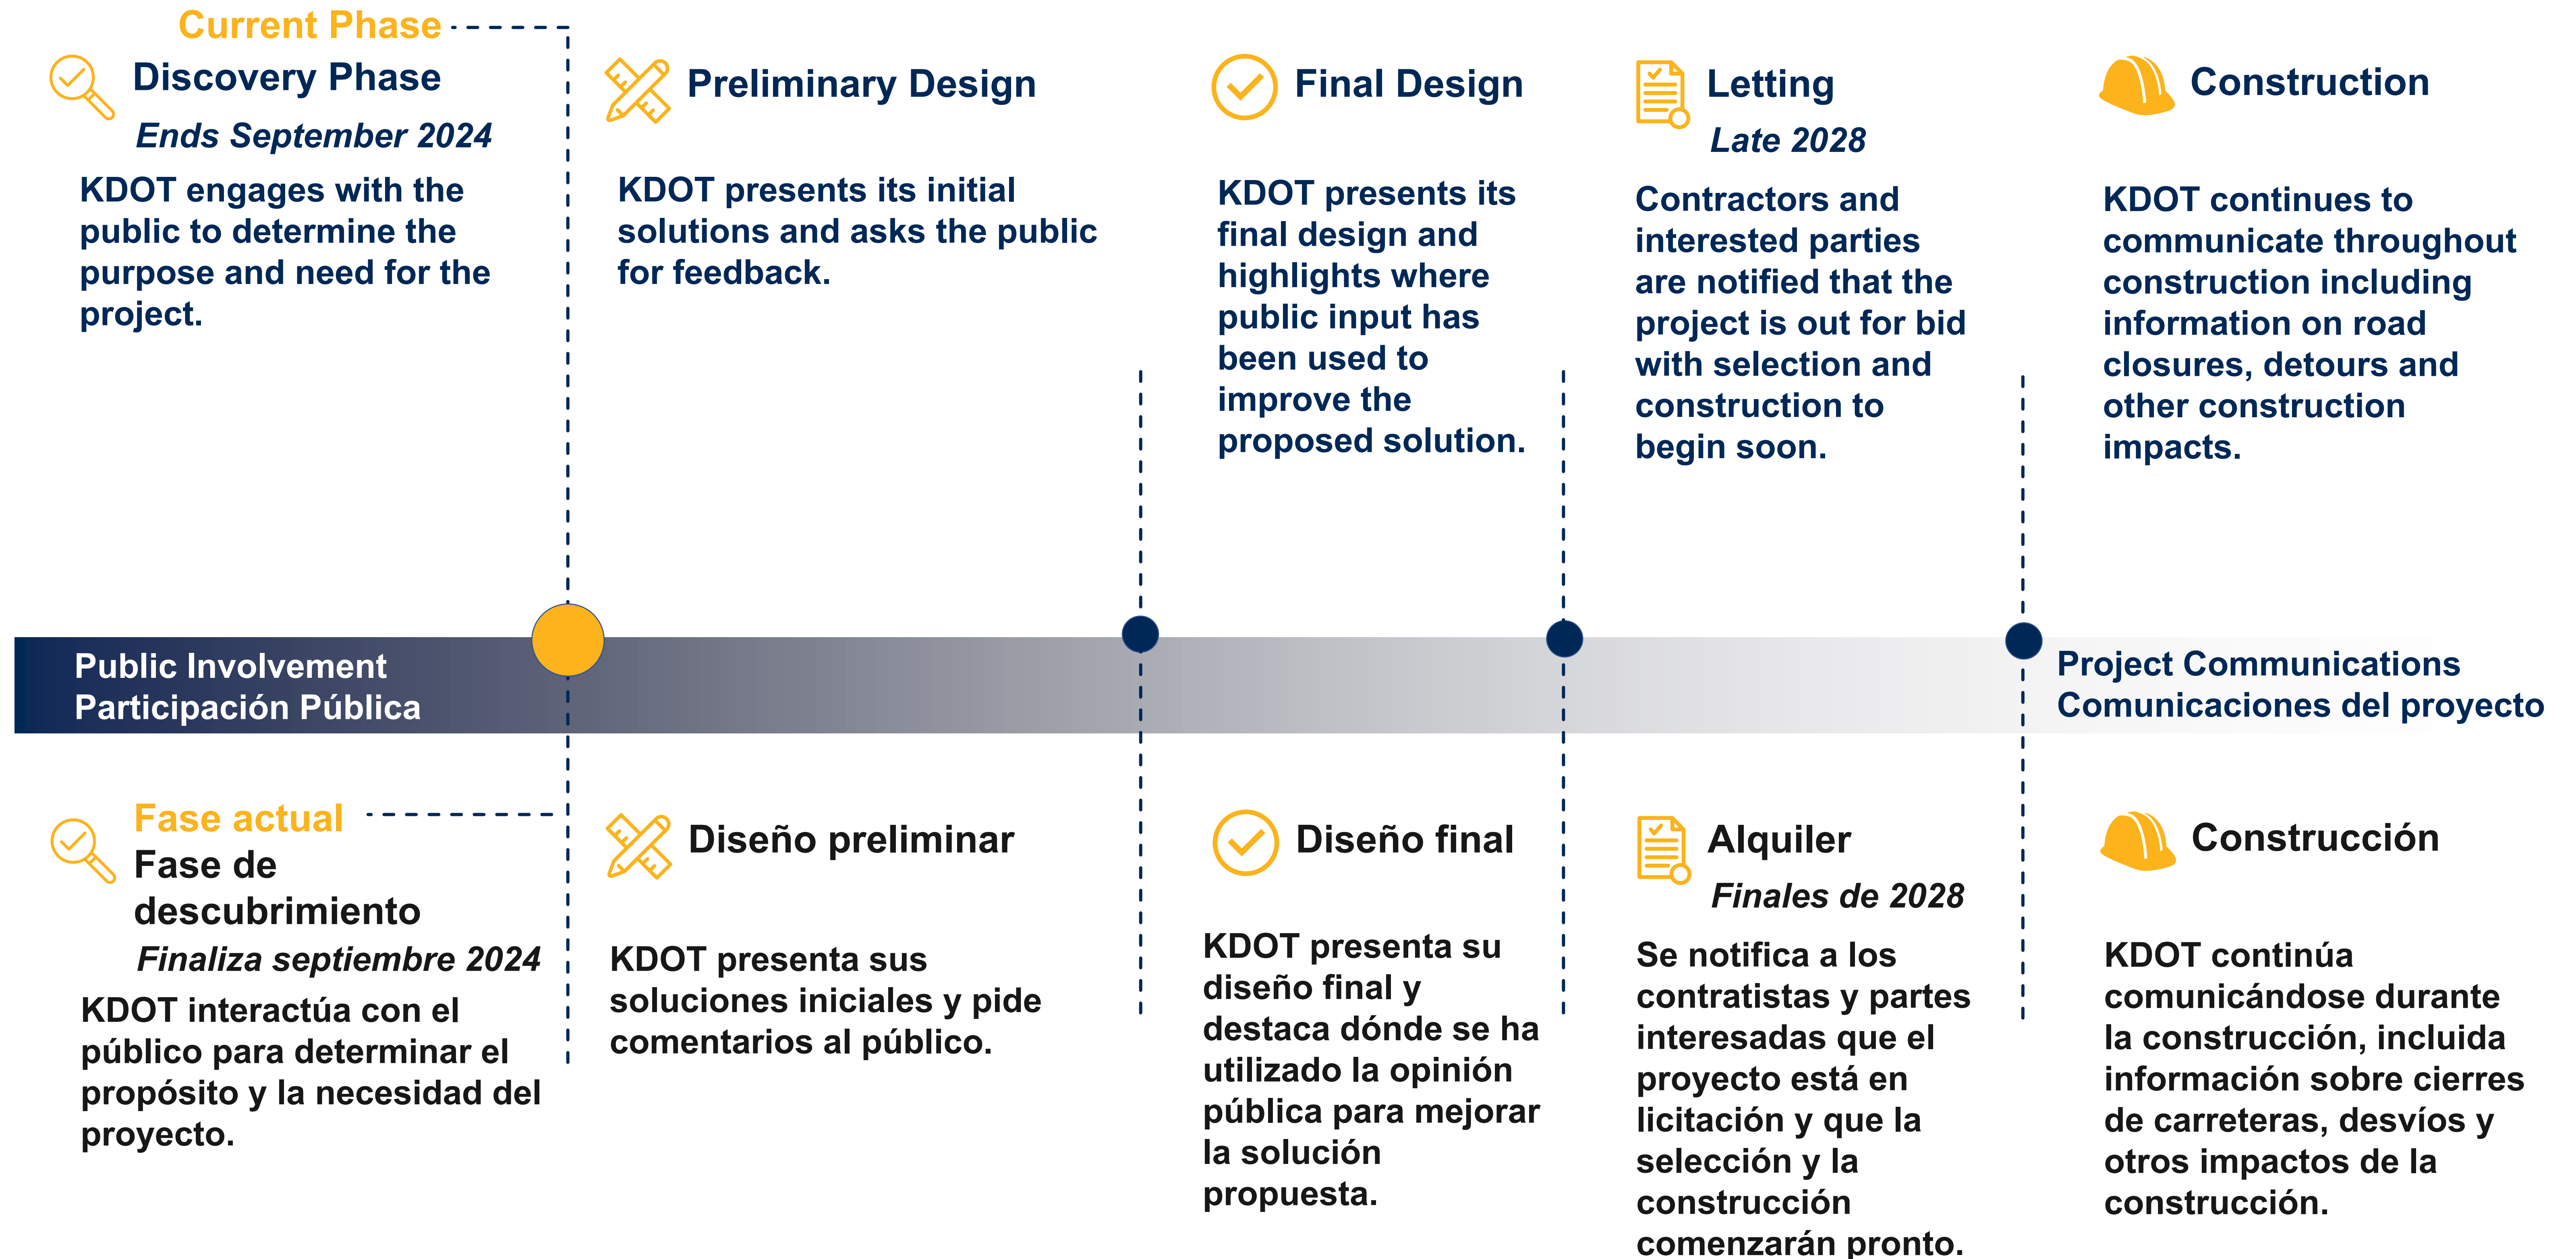 Current Phase
Discovery Phase
Ends September 2024
KDOT engages with the
public to determine the
purpose and need for the
project.
Preliminary Design
KDOT presents its initial
solutions and asks the public
for feedback.
Final Design
KDOT presents its
final design and
highlights where
public input has
been used to
improve the
proposed solution.
Letting
Late 2028
Contractors and
interested parties
are notified that the
project is out for bid
with selection and
construction to
begin soon.
Construction
KDOT continues to
communicate throughout
construction including
information on road
closures, detours and
other construction
impacts.
Public Involvement
Participación Pública
Project Communications
Comunicaciones del proyecto
Fase actual
Fase de
descubrimiento
Finaliza septiembre 2024
KDOT interactúa con el
público para determinar el
propósito y la necesidad del
proyecto.
Diseño preliminar
KDOT presenta sus
soluciones iniciales y pide
comentarios al público.
Diseño final
KDOT presenta su
diseño final y
destaca dónde se ha
utilizado la opinión
pública para mejorar
la solución
propuesta.
Alquiler
Finales de 2028
Se notifica a los
contratistas y partes
interesadas que el
proyecto está en
licitación y que la
selección y la
construcción
comenzarán pronto.
Construcción
KDOT continúa
comunicándose durante
la construcción, incluida
información sobre cierres
de carreteras, desvíos y
otros impactos de la
construcción.